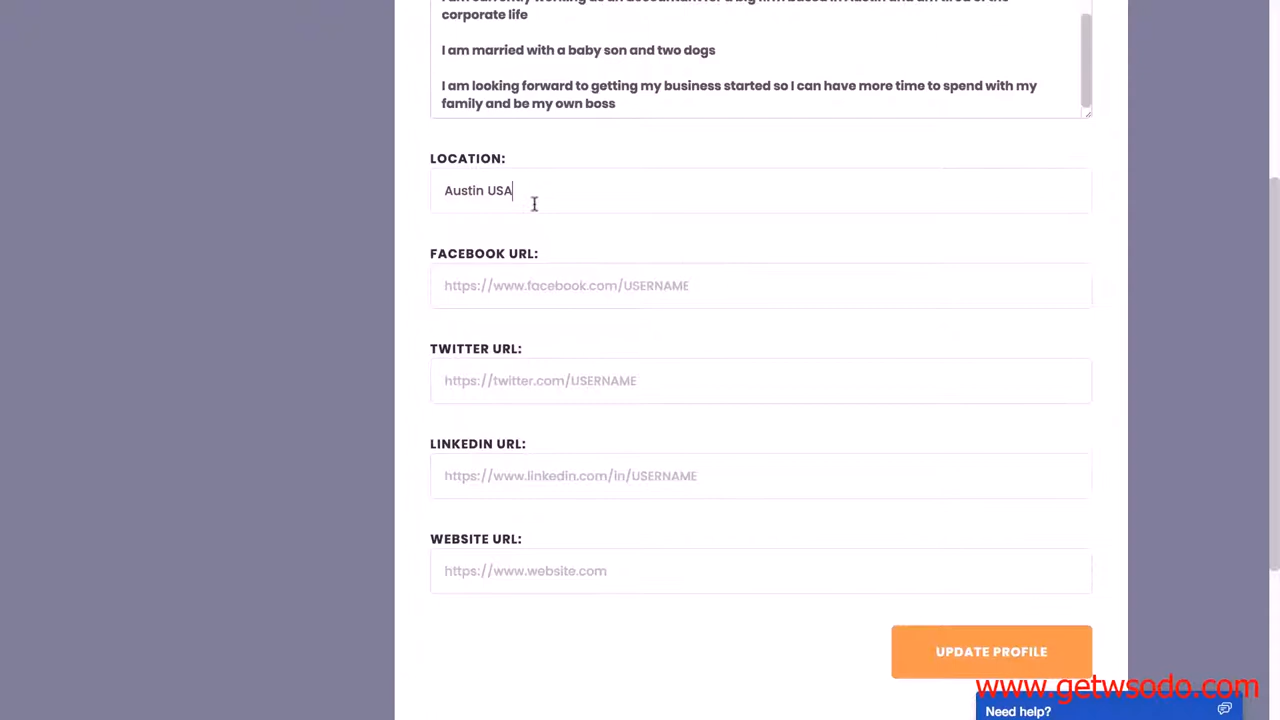 corporate life
I am married with a baby son and two dogs
I am looking forward to getting my business started so I can have more time to spend with my
family and be my own boss
LOCATION:
Austin USA
FACEBOOK URL:
https://www.facebook.com/USERNAME
TWITTER URL:
https://twitter.com/USERNAME
LINKEDIN URL:
https://www.linkedin.com/in/USERNAME
WEBSITE URL:
https://www.website.com
UPDATE PROFILE
www.getwsodo.com
Need help?